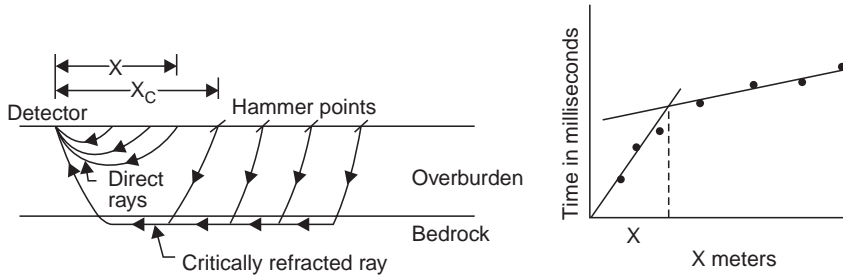 X
X_C
Detector
Hammer points
Direct
rays
Overburden
Bedrock
Critically refracted ray
Time in milliseconds
X
X meters